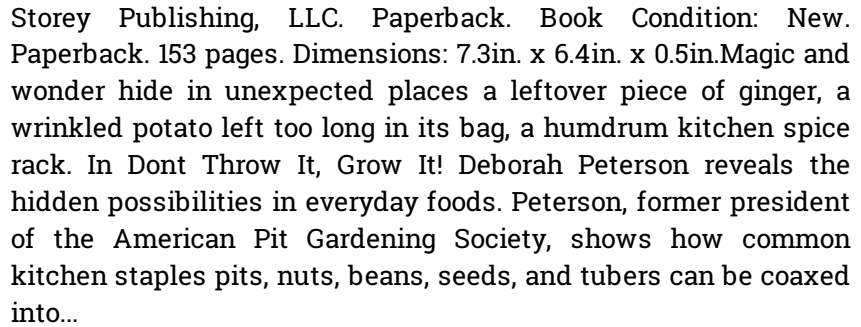 Storey Publishing, LLC. Paperback. Book Condition: New.
Paperback. 153 pages. Dimensions: 7.3in. x 6.4in. x 0.5in.Magic and
wonder hide in unexpected places a leftover piece of ginger, a
wrinkled potato left too long in its bag, a humdrum kitchen spice
rack. In Dont Throw It, Grow It! Deborah Peterson reveals the
hidden possibilities in everyday foods. Peterson, former president
of the American Pit Gardening Society, shows how common
kitchen staples pits, nuts, beans, seeds, and tubers can be coaxed
into...